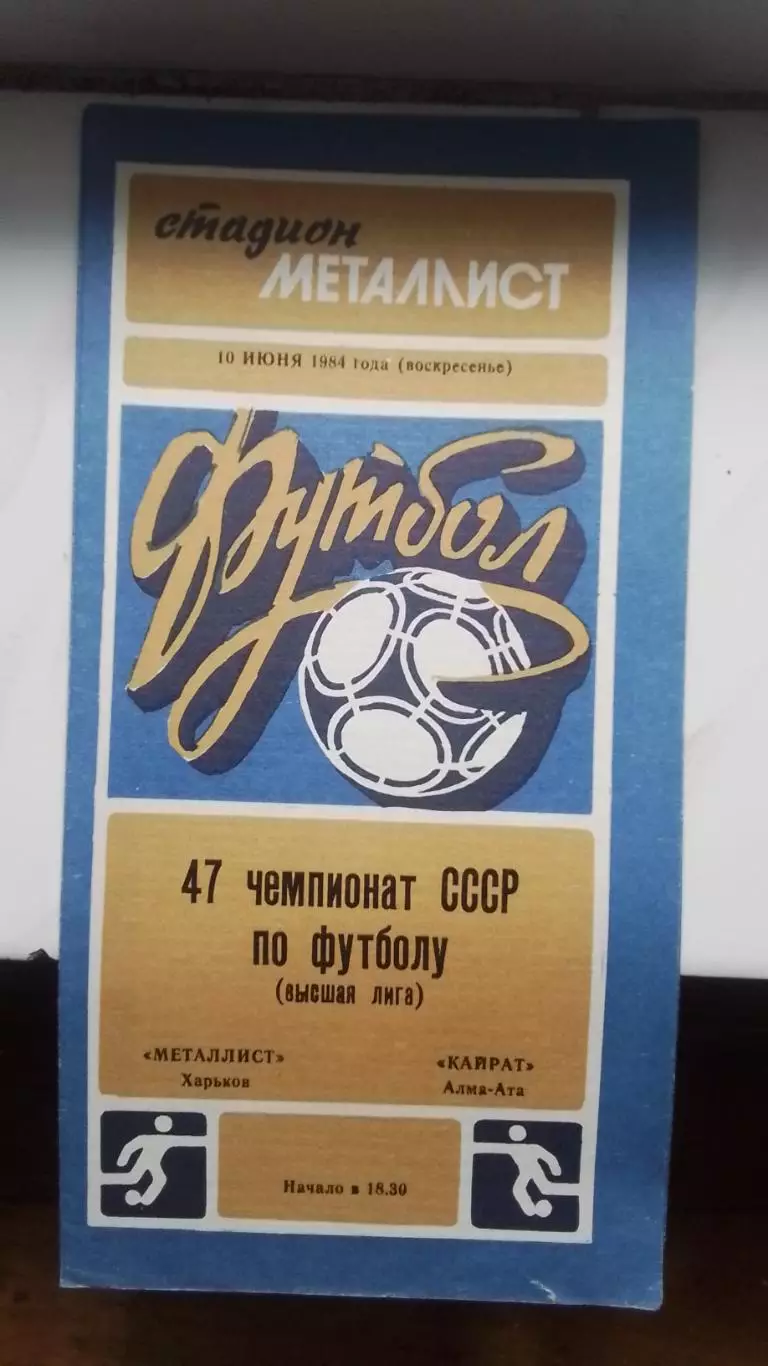 стадион
МЕТАЛЛИСТ
10 ИЮНЯ 1984 года (воскресенье)
Футбол
47 чемпионат СССР
по футболу
(высшая лига)
«МЕТАЛЛИСТ» «КАЙРАТ»
Харьков Алма-Ата
Начало в 18.30